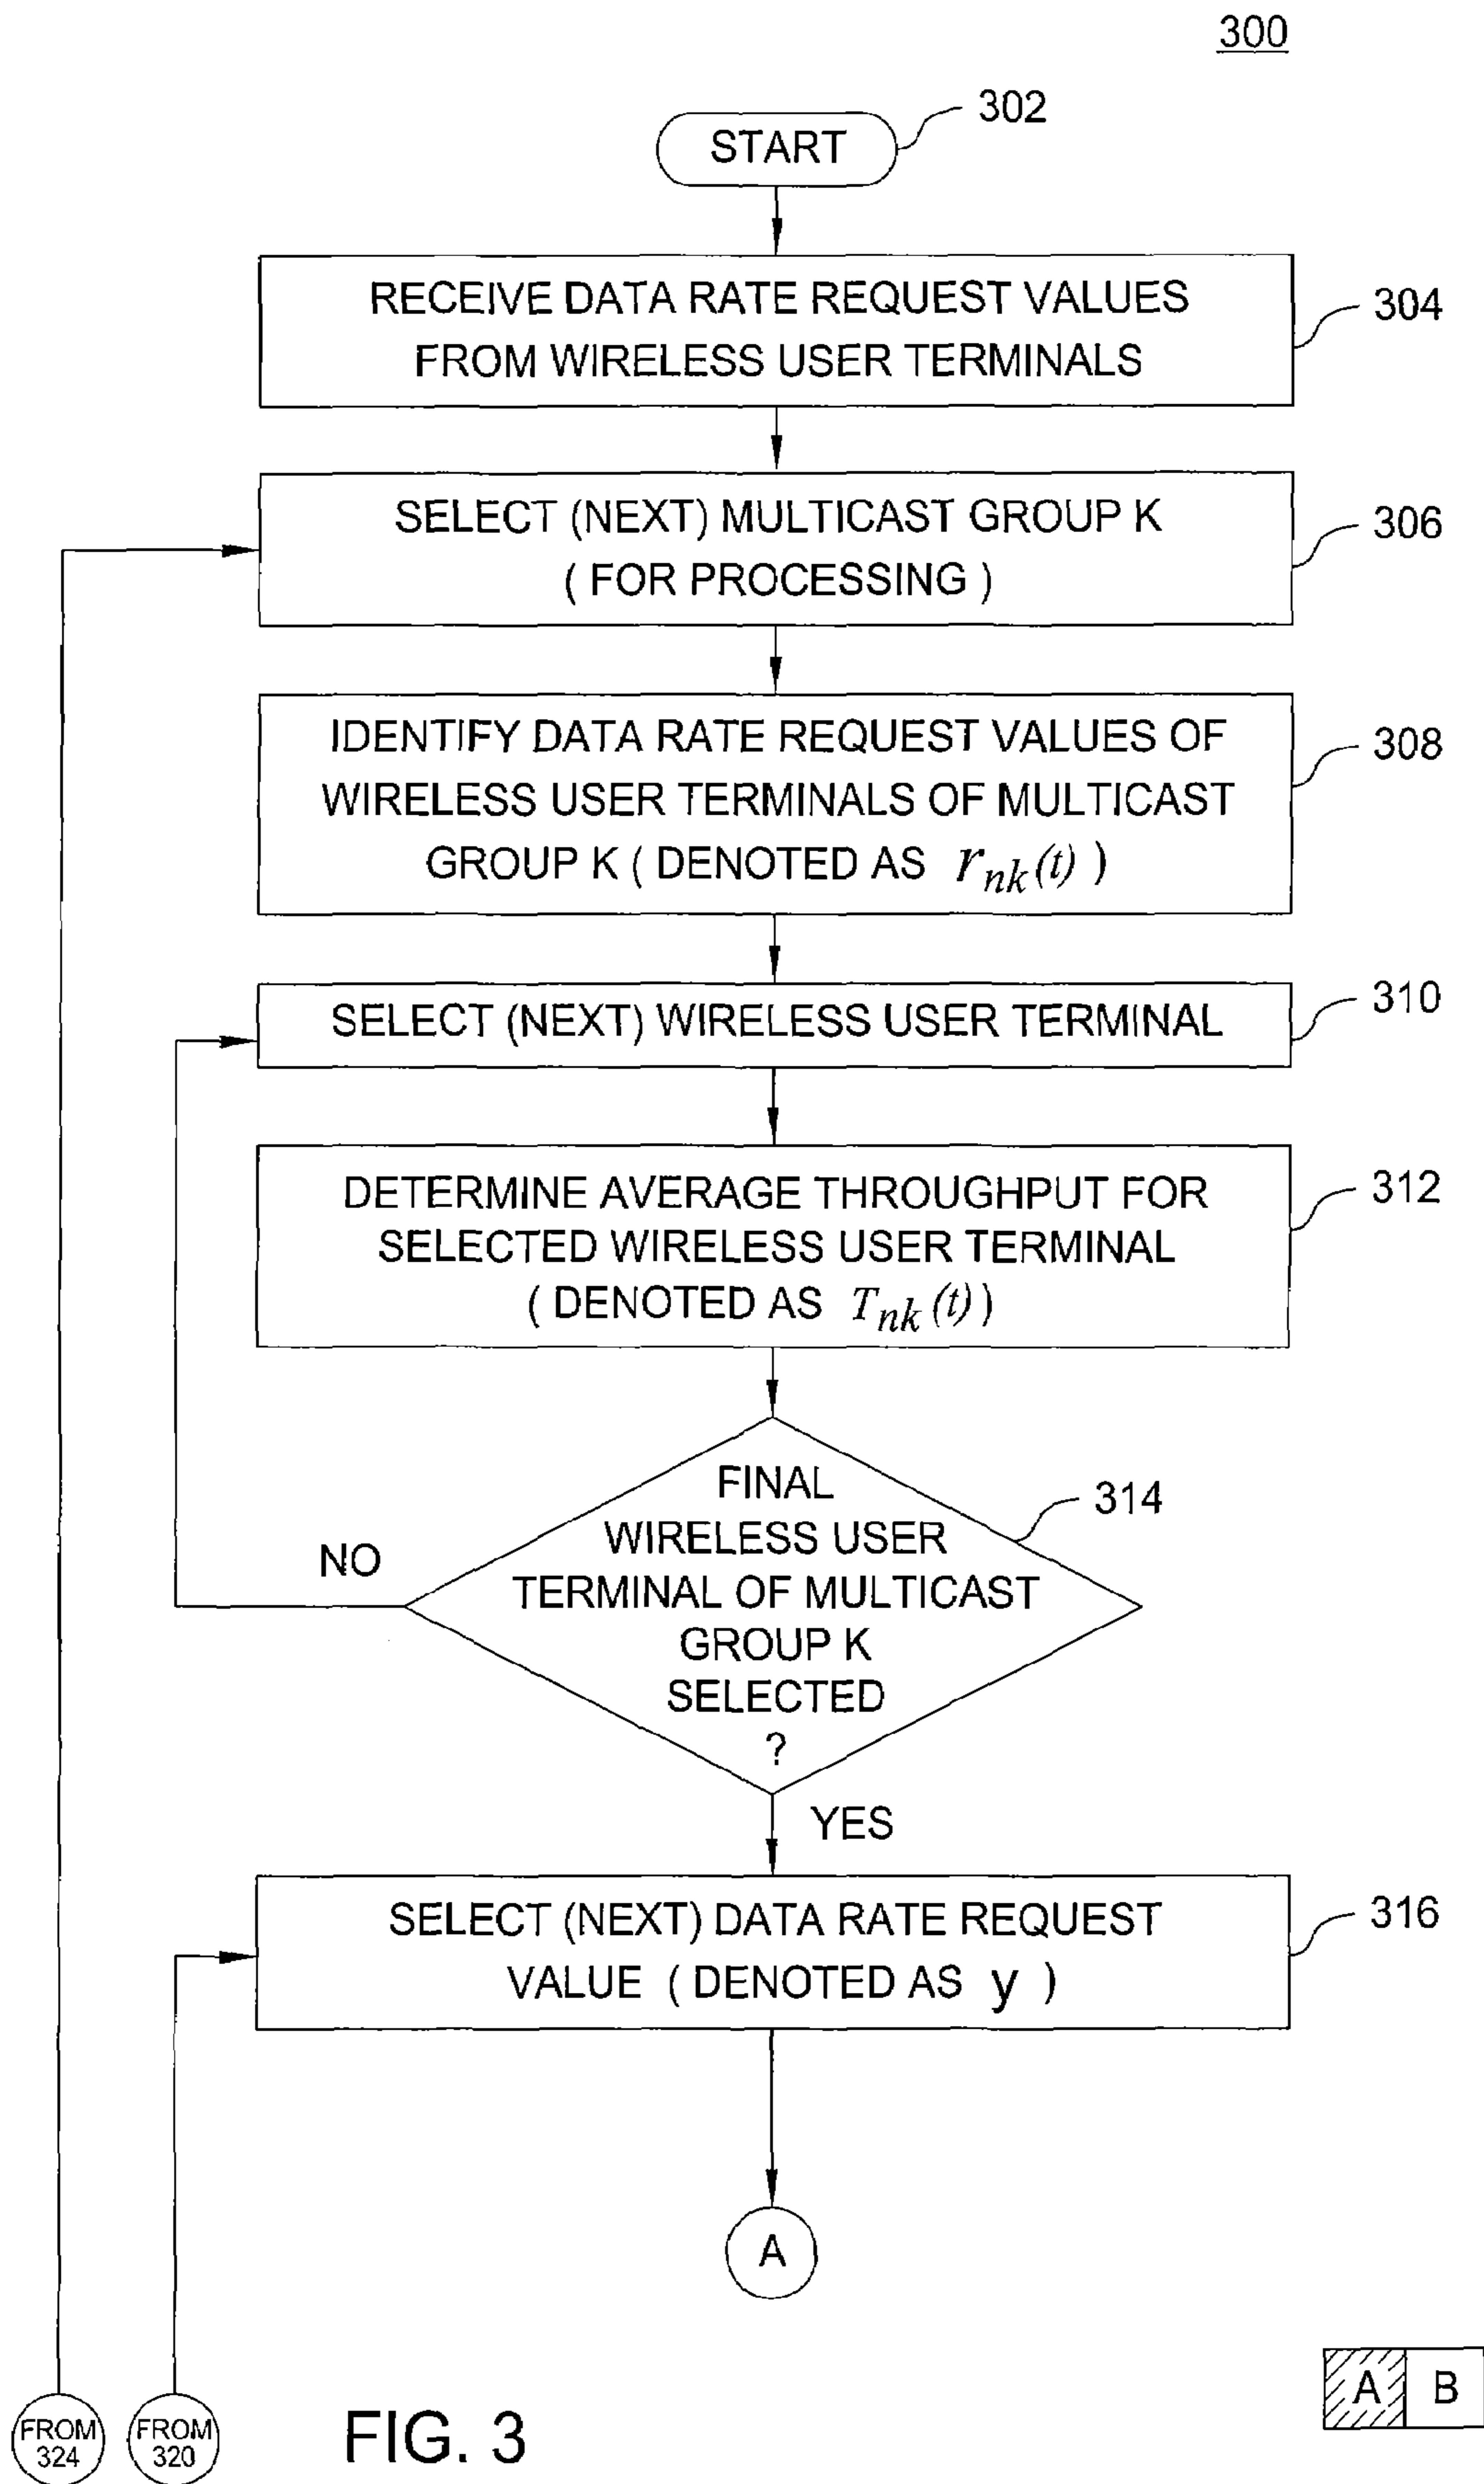 300
START
302
RECEIVE DATA RATE REQUEST VALUES
FROM WIRELESS USER TERMINALS
304
SELECT (NEXT) MULTICAST GROUP K
( FOR PROCESSING )
306
IDENTIFY DATA RATE REQUEST VALUES OF
WIRELESS USER TERMINALS OF MULTICAST
GROUP K ( DENOTED AS r_nk(t) )
308
SELECT (NEXT) WIRELESS USER TERMINAL
310
DETERMINE AVERAGE THROUGHPUT FOR
SELECTED WIRELESS USER TERMINAL
( DENOTED AS T_nk(t) )
312
FINAL
WIRELESS USER
TERMINAL OF MULTICAST
GROUP K
SELECTED
?
314
NO
YES
SELECT (NEXT) DATA RATE REQUEST
VALUE ( DENOTED AS y )
316
A
FROM
324
FROM
320
FIG. 3
A B